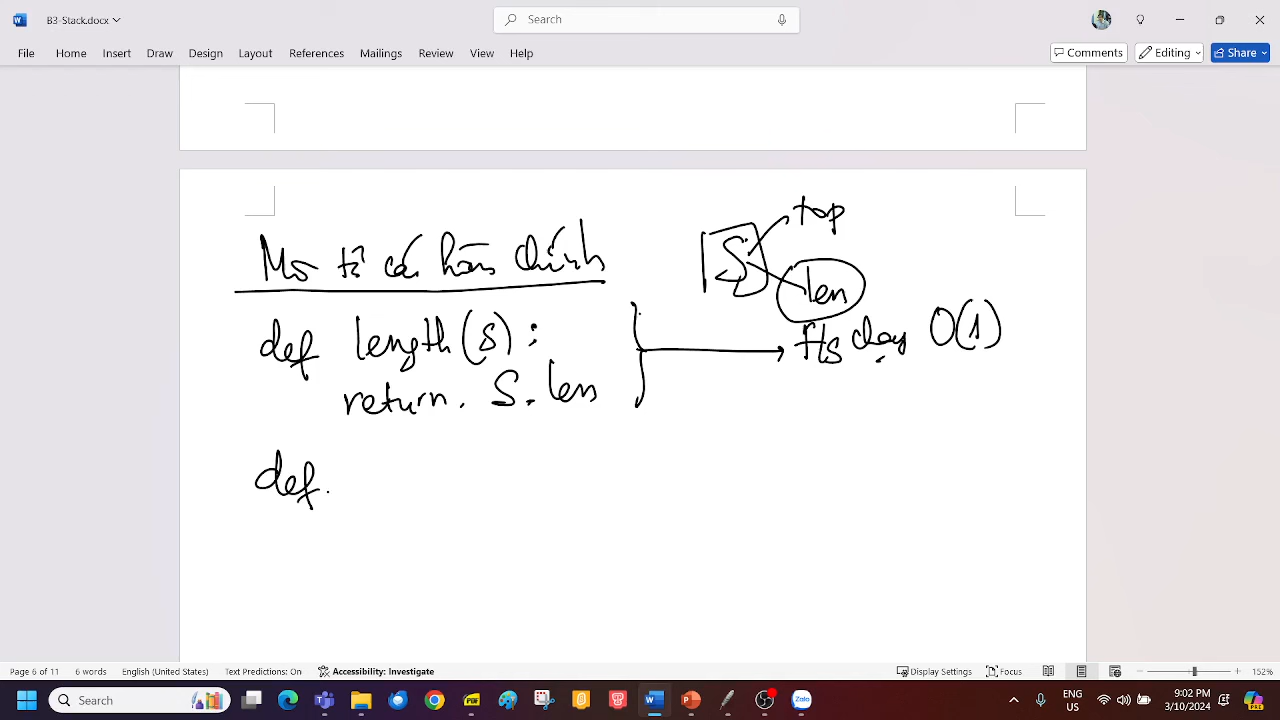 B3-Stack.docx
Search
File Home Insert Draw Design Layout References Mailings Review View Help
Comments Editing Share
Mô tả các hàm chính
top
S
len
def length(S):
return. S.len
Hs chạy O(1)
def.
Page 6 of 11 6 words English (United States) Text Predictions: On Accessibility: Investigate
Display Settings Focus 152%
Search
ENG
US
9:02 PM
3/10/2024